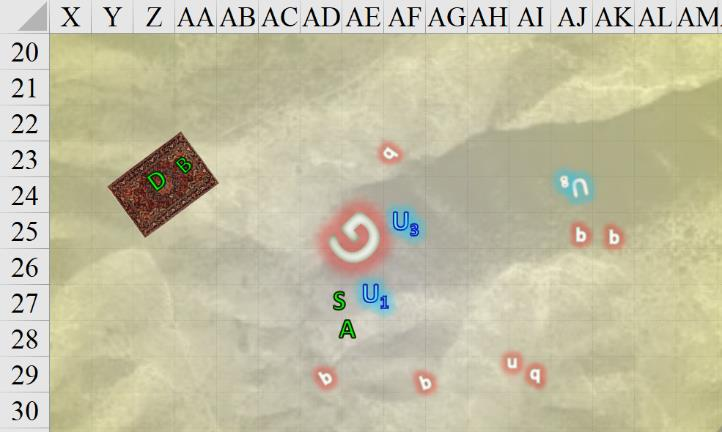 X Y Z AA AB AC AD AE AF AG AH AI AJ AK AL AM
20
21
22
23
24
25
26
27
28
29
30
D B
b
U8
G U3
b b
S U1
A
b b u b